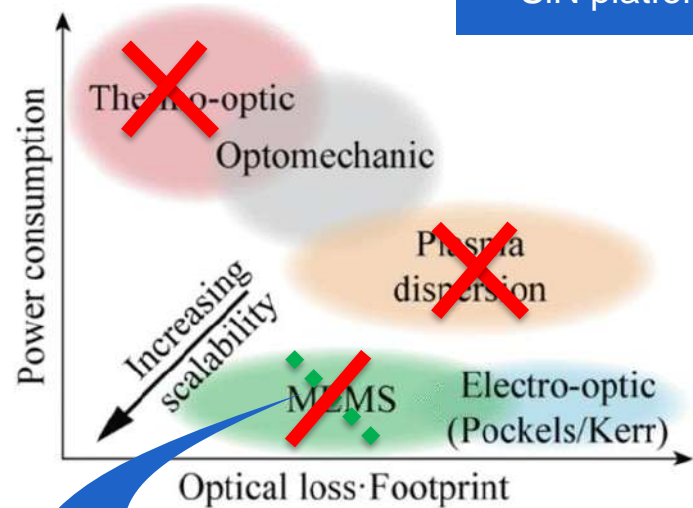 SiN platfor
Thermo-optic
Optomechanic
Plasma
dispersion
Increasing
scalability
MEMS
Electro-optic
(Pockels/Kerr)
Power consumption
Optical loss·Footprint